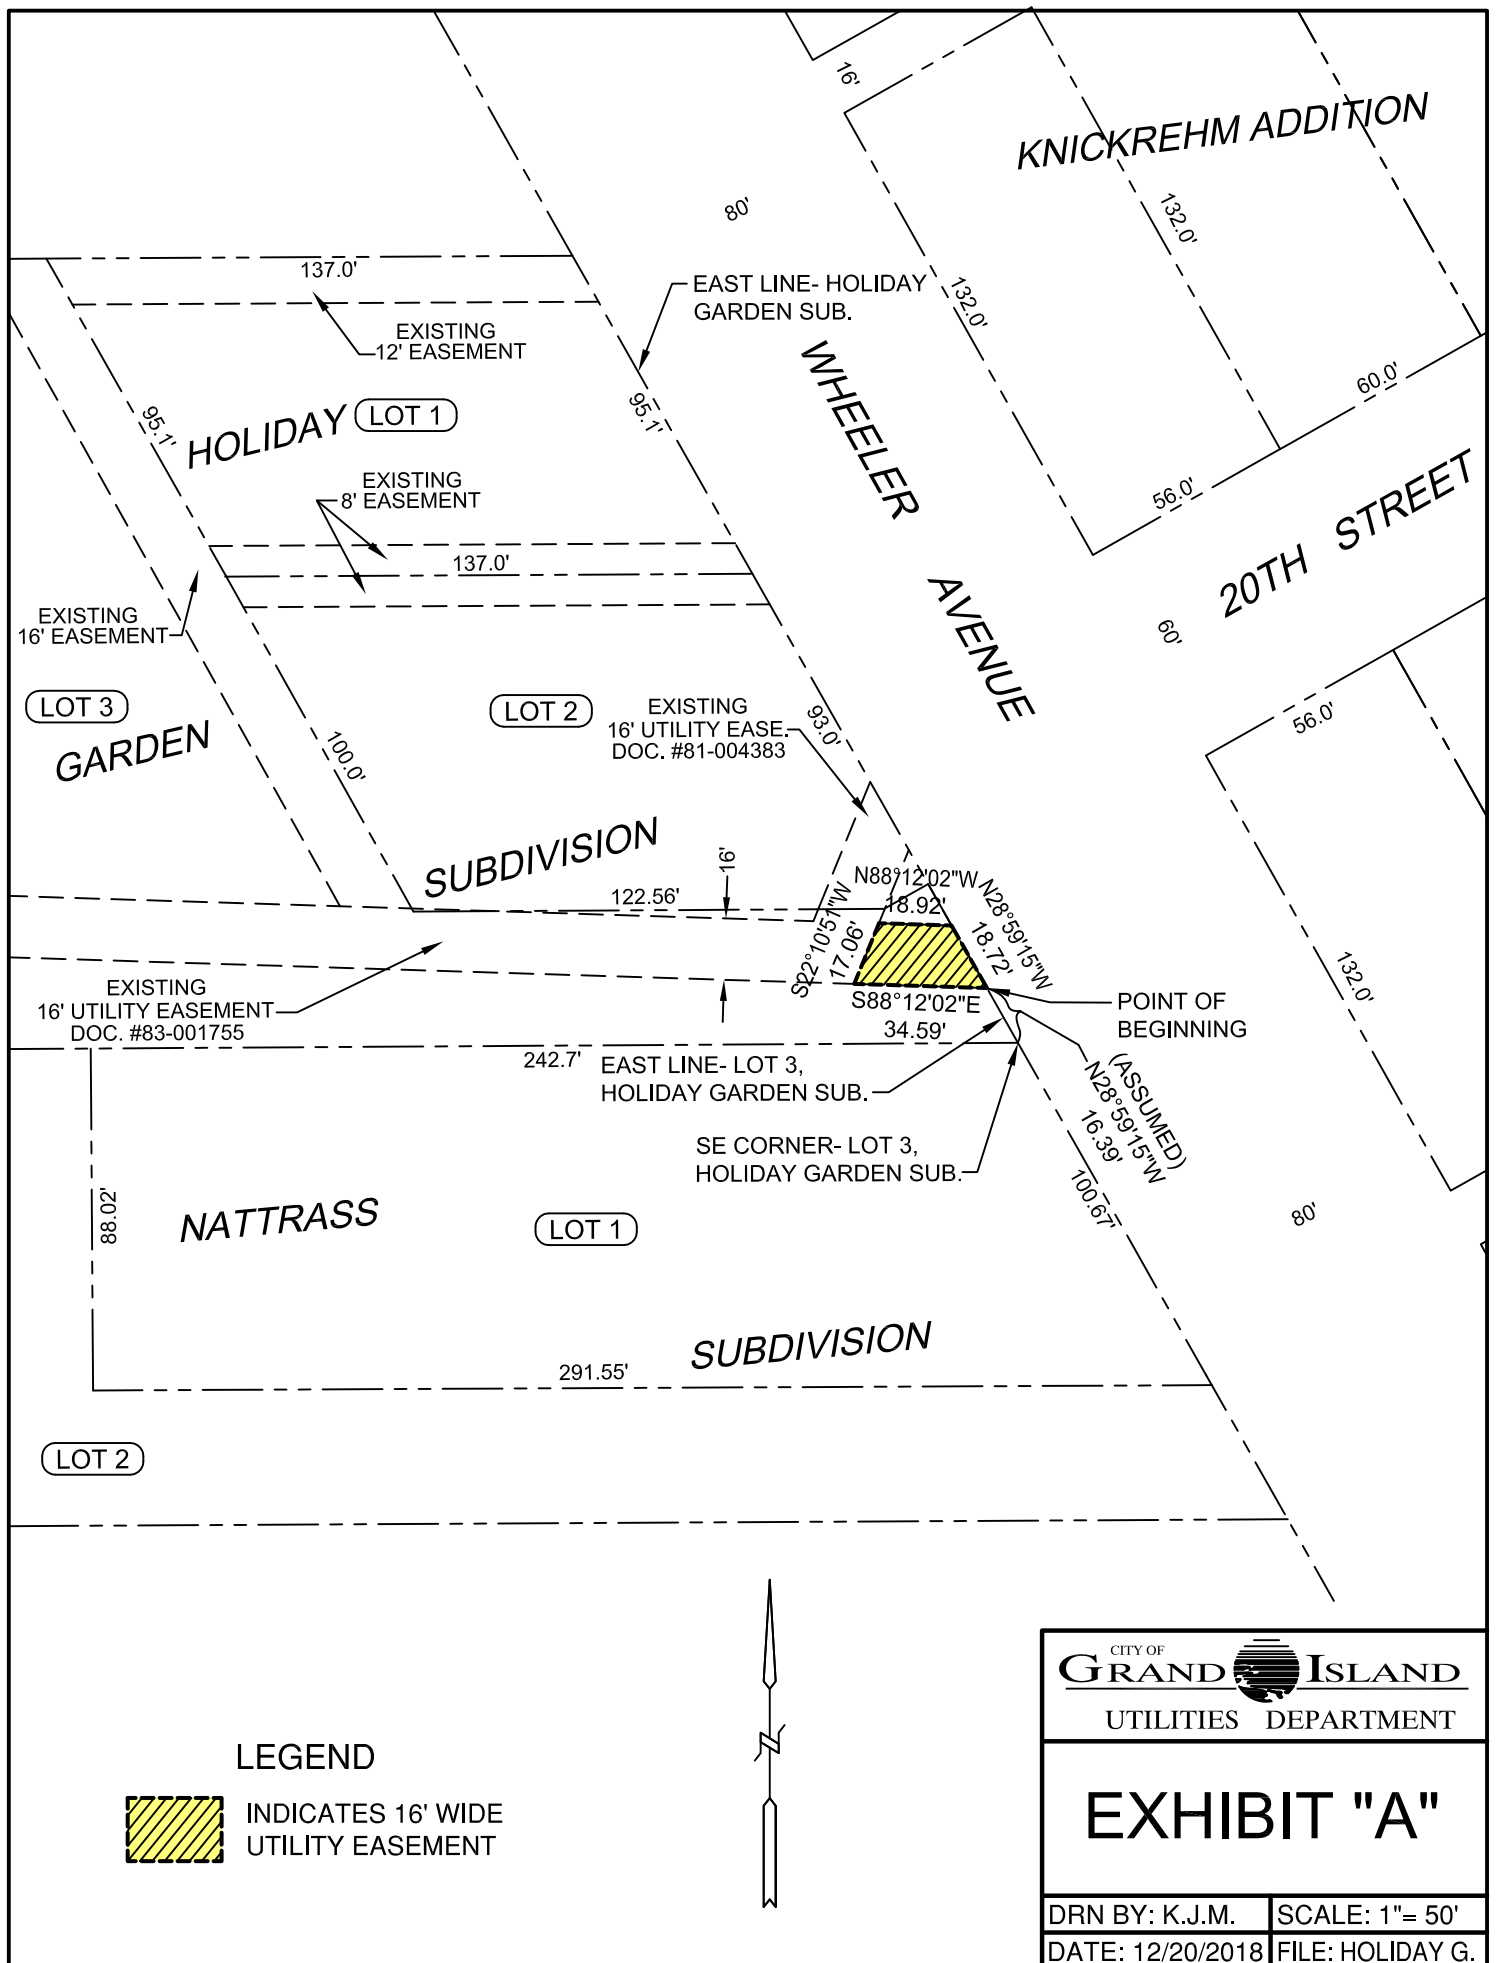 16'
KNICKREHM ADDITION
80'
132.0'
137.0'
EAST LINE- HOLIDAY
GARDEN SUB.
132.0'
EXISTING
12' EASEMENT
WHEELER
60.0'
95.1'
HOLIDAY
LOT 1
95.1'
EXISTING
8' EASEMENT
56.0'
20TH STREET
137.0'
EXISTING
16' EASEMENT
AVENUE
60'
LOT 3
GARDEN
LOT 2
EXISTING
16' UTILITY EASE.
DOC. #81-004383
93.0'
56.0'
100.0'
SUBDIVISION
16'
122.56'
N88°12'02"W
18.92'
N28°59'15"W
18.72'
S22°10'51"W
17.06'
S88°12'02"E
34.59'
132.0'
EXISTING
16' UTILITY EASEMENT
DOC. #83-001755
POINT OF
BEGINNING
242.7'
EAST LINE- LOT 3,
HOLIDAY GARDEN SUB.
(ASSUMED)
N28°59'15"W
16.39'
SE CORNER- LOT 3,
HOLIDAY GARDEN SUB.
100.67'
88.02'
NATTRASS
LOT 1
80'
SUBDIVISION
291.55'
LOT 2
N
LEGEND
INDICATES 16' WIDE
UTILITY EASEMENT
CITY OF
GRAND ISLAND
UTILITIES DEPARTMENT
EXHIBIT "A"
DRN BY: K.J.M.
SCALE: 1"= 50'
DATE: 12/20/2018
FILE: HOLIDAY G.